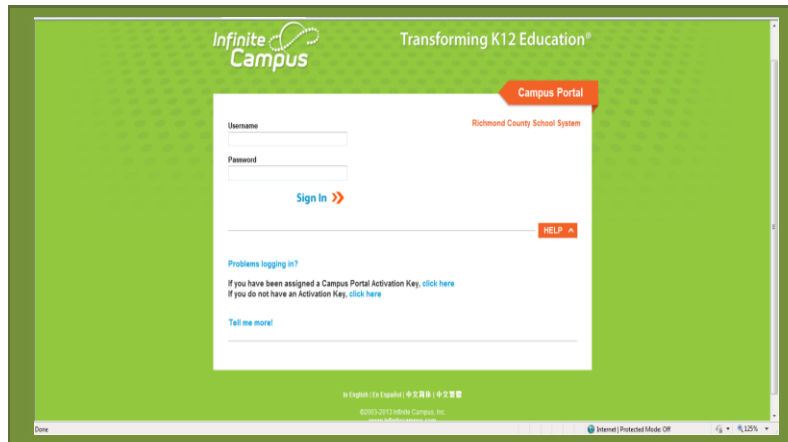 Infinite Campus
Transforming K12 Education®
Campus Portal
Richmond County School System
Username
Password
Sign In
HELP
Problems logging in?
If you have been assigned a Campus Portal Activation Key, click here
If you do not have an Activation Key, click here
Tell me more!
In English | En Español | 中文简体 | 中文繁體
©2003-2013 Infinite Campus, Inc.
www.infinitecampus.com
Done
Internet | Protected Mode: Off
125%